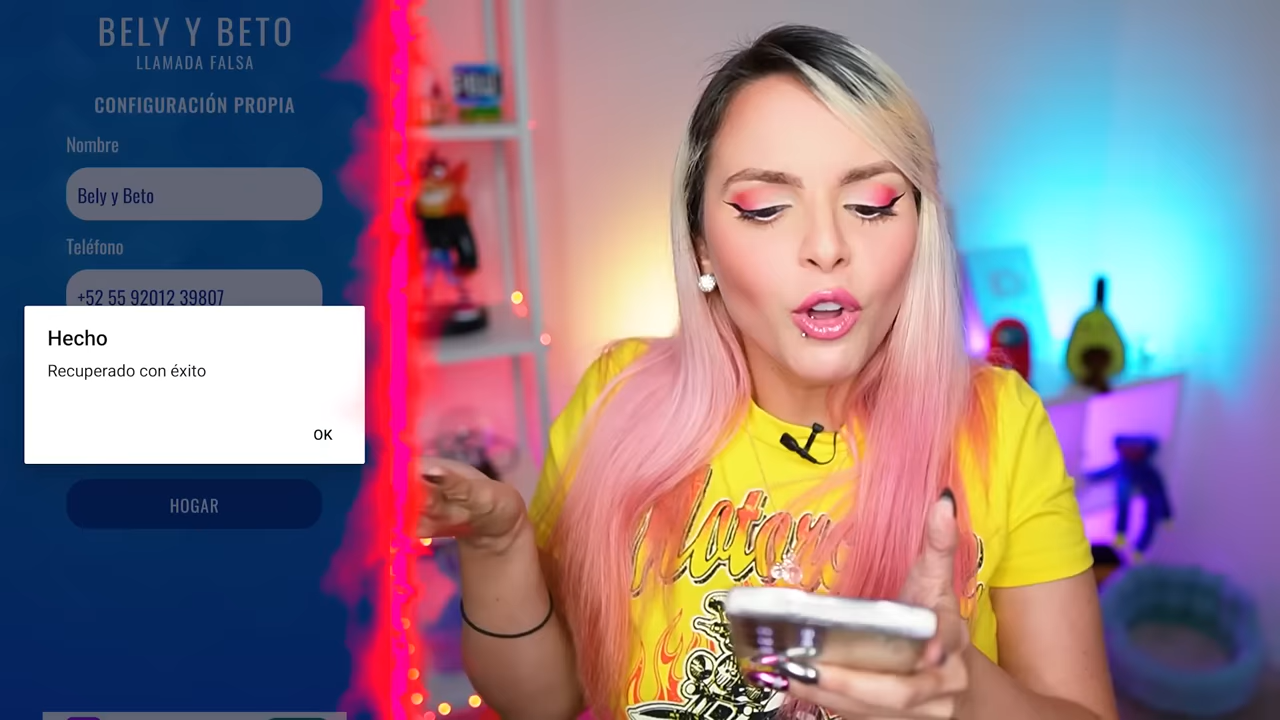 BELY Y BETO
LLAMADA FALSA
CONFIGURACIÓN PROPIA
Nombre
Bely y Beto
Teléfono
+52 55 92012 39807
Hecho
Recuperado con éxito
OK
HOGAR